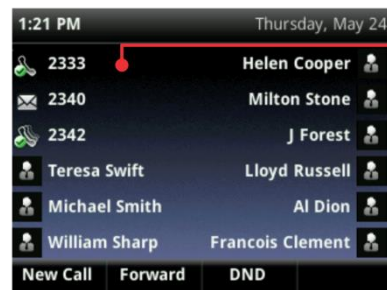 1:21 PM Thursday, May 24
2333 Helen Cooper
2340 Milton Stone
2342 J Forest
Teresa Swift Lloyd Russell
Michael Smith Al Dion
William Sharp Francois Clement
New Call Forward DND